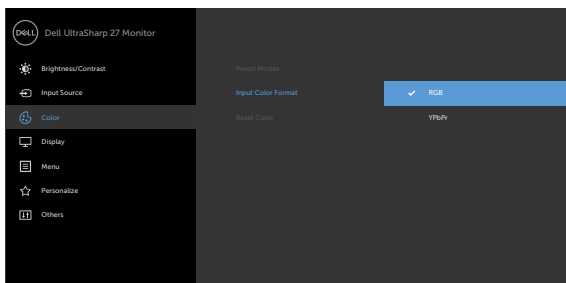 DELL
Dell UltraSharp 27 Monitor
Brightness/Contrast
Preset Modes
Input Source
Input Color Format
RGB
Color
Reset Color
YPbPr
Display
Menu
Personalize
Others